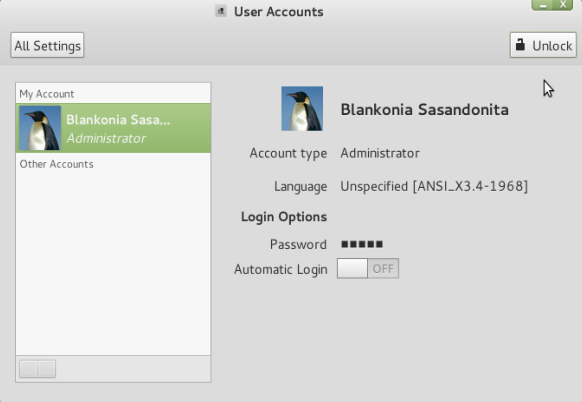 User Accounts
All Settings
Unlock
My Account
Blankonia Sasa...
Administrator
Other Accounts
Blankonia Sasandonita
Account type Administrator
Language Unspecified [ANSI_X3.4-1968]
Login Options
Password
Automatic Login OFF